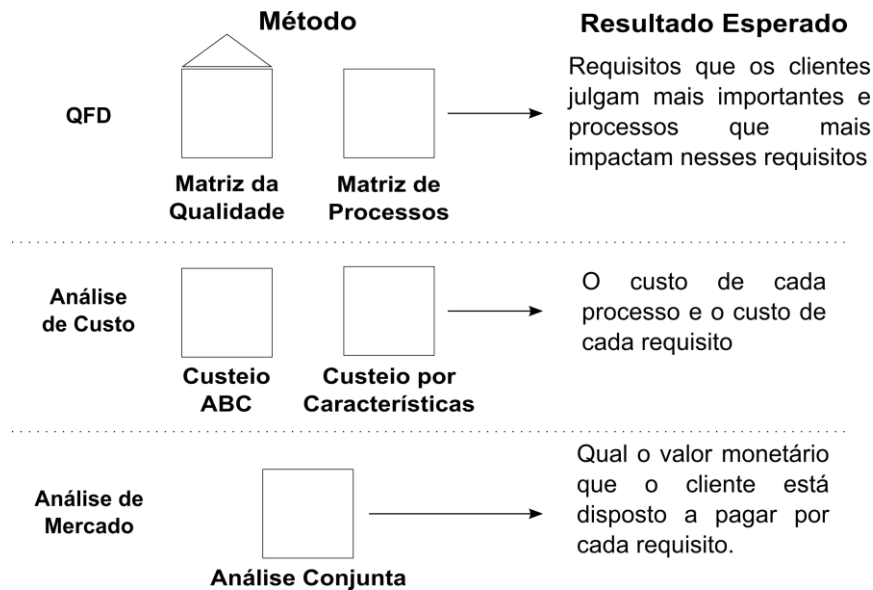 Método
Resultado Esperado
QFD
Matriz da
Qualidade
Matriz de
Processos
Requisitos que os clientes
julgam mais importantes e
processos que mais
impactam nesses requisitos
Análise
de Custo
Custeio
ABC
Custeio por
Características
O custo de cada
processo e o custo de
cada requisito
Análise de
Mercado
Análise Conjunta
Qual o valor monetário
que o cliente está
disposto a pagar por
cada requisito.